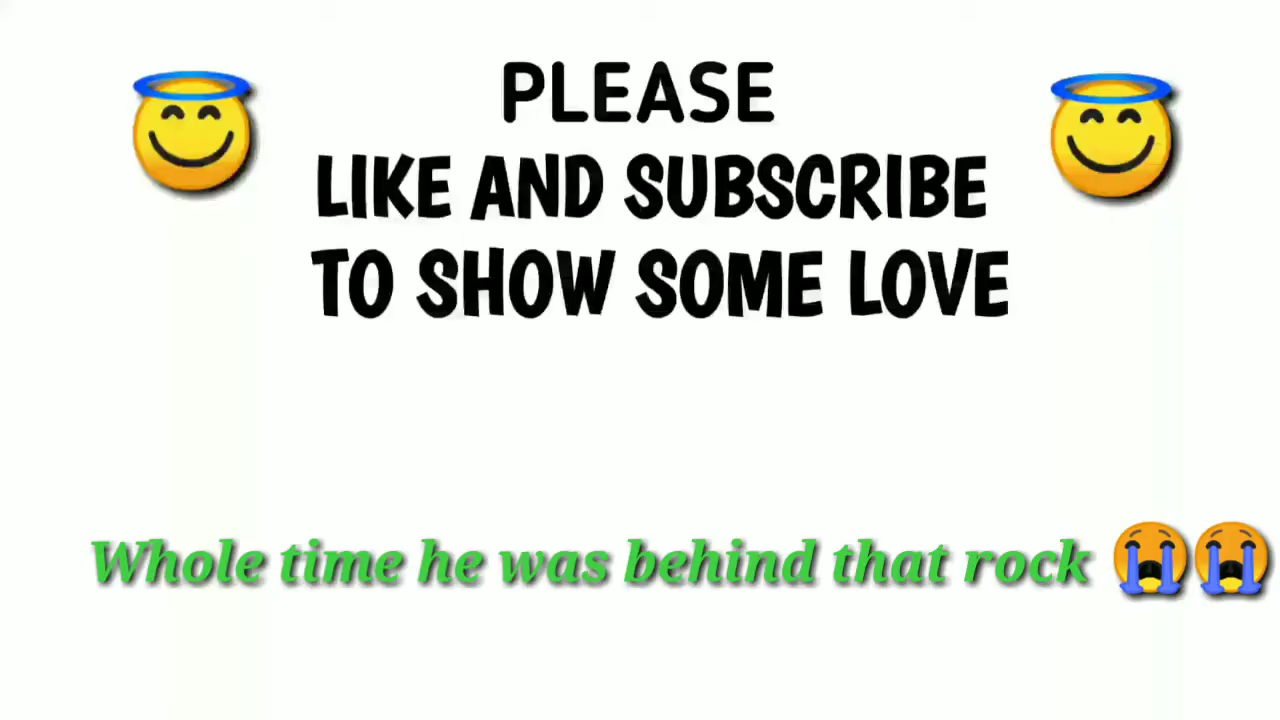 PLEASE
LIKE AND SUBSCRIBE
TO SHOW SOME LOVE
Whole time he was behind that rock 😭😭